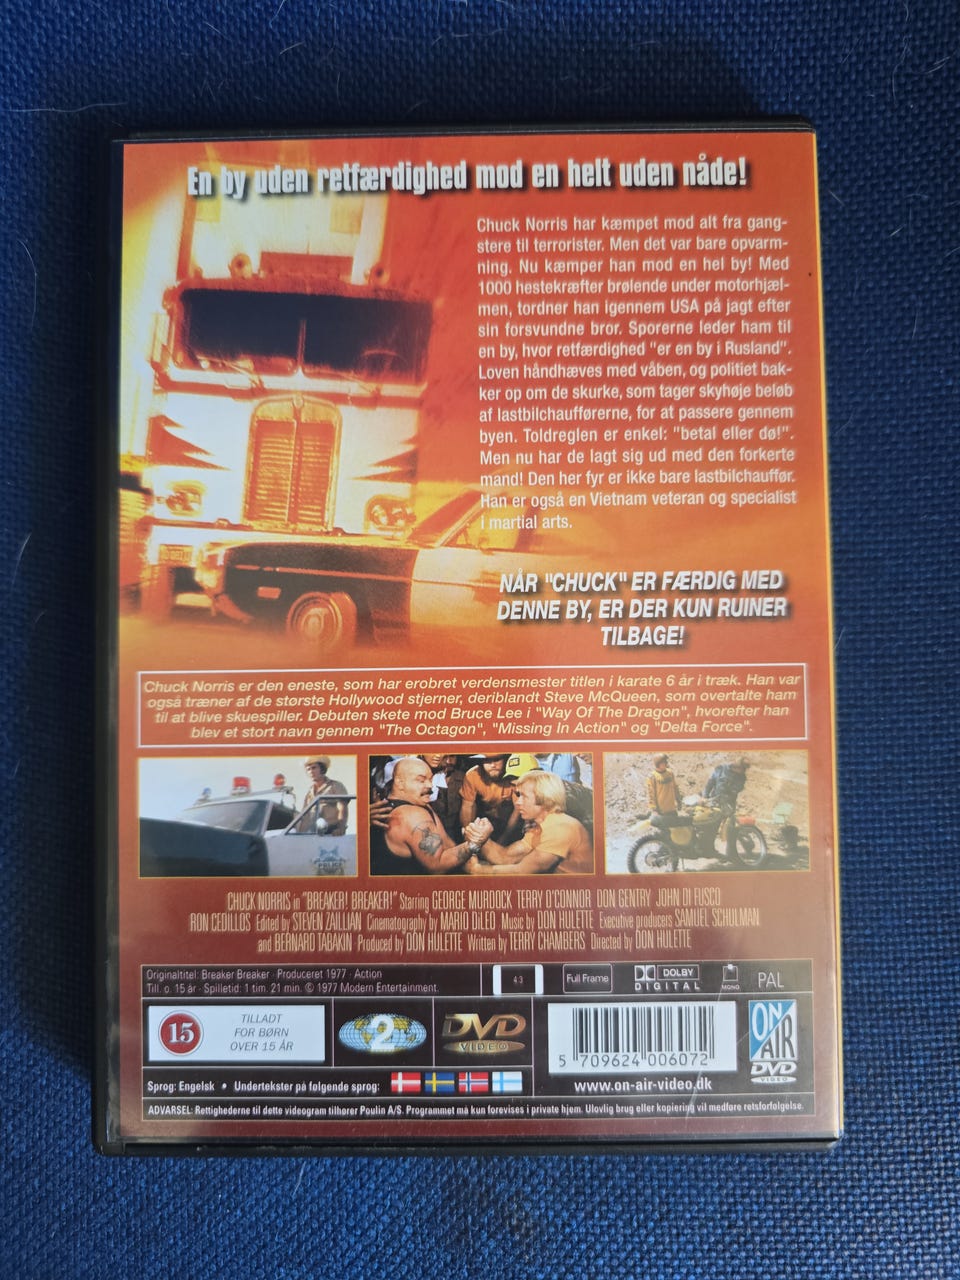 En by uden retfærdighed mod en helt uden nåde!
Chuck Norris har kæmpet mod alt fra gang-
stere til terrorister. Men det var bare opvarm-
ning. Nu kæmper han mod en hel by! Med
1000 hestekræfter brølende under motorhjæl-
men, tordner han igennem USA på jagt efter
sin forsvundne bror. Sporerne leder ham til
en by, hvor retfærdighed "er en by i Rusland".
Loven håndhæves med våben, og politiet bak-
ker op om de skurke, som tager skyhøje beløb
af lastbilchaufførerne, for at passere gennem
byen. Toldreglen er enkel: "betal eller dø!".
Men nu har de lagt sig ud med den forkerte
mand! Den her fyr er ikke bare lastbilchauffør.
Han er også en Vietnam veteran og specialist
i martial arts.
NÅR "CHUCK" ER FÆRDIG MED
DENNE BY, ER DER KUN RUINER
TILBAGE!
Chuck Norris er den eneste, som har erobret verdensmester titlen i karate 6 år i træk. Han var
også træner af de storste Hollywood stjerner, deriblandt Steve McQueen, som overtalte ham
til at blive skuespiller. Debuten skete mod Bruce Lee i "Way Of The Dragon", hvorefter han
blev et stort navn gennem "The Octagon", "Missing In Action" og "Delta Force".
POLICE
CHUCK NORRIS in "BREAKER! BREAKER!" Starring GEORGE MURDOCK TERRY O'CONNOR DON GENTRY JOHN DI FUSCO
RON CEDILLOS Edited by STEVEN ZAILLIAN Cinematography by MARIO DILEO Music by DON HULETTE Executive producers SAMUEL SCHULMAN
and BERNARD TABAKIN Produced by DON HULETTE Written by TERRY CHAMBERS Directed by DON HULETTE
Originaltitel: Breaker Breaker · Produceret 1977 · Action
Till. o. 15 år · Spilletid: 1 tim. 21 min. © 1977 Modern Entertainment.
4:3
Full Frame
DOLBY
DIGITAL
MONO
PAL
15
TILLADT
FOR BØRN
OVER 15 ÅR
2
DVD
VIDEO
5 709624 006072
www.on-air-video.dk
ON
AIR
DVD
VIDEO
Sprog: Engelsk • Undertekster på følgende sprog:
ADVARSEL: Rettighederne til dette videogram tilhører Poulin A/S. Programmet må kun forevises i private hjem. Ulovlig brug eller kopiering vil medføre retsforfølgelse.